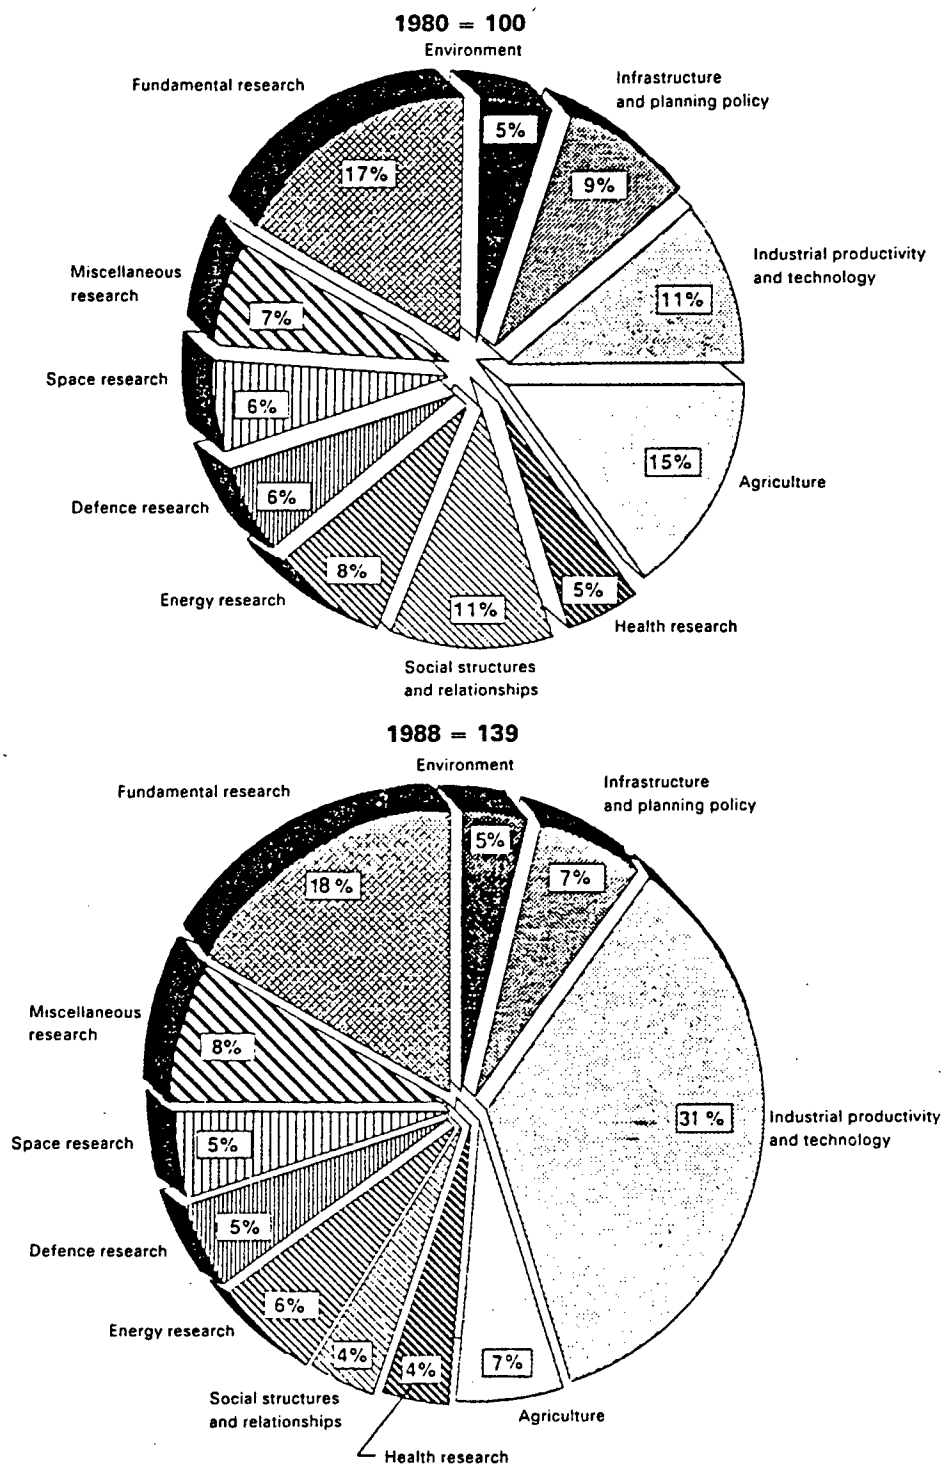 1980 = 100
Environment
Fundamental research
Infrastructure
and planning policy
5%
17%
9%
Industrial productivity
and technology
Miscellaneous
research
11%
7%
Space research
6%
15%
Agriculture
Defence research
6%
8%
Energy research
11%
5%
Health research
Social structures
and relationships
1988 = 139
Environment
Fundamental research
Infrastructure
and planning policy
5%
18%
7%
Miscellaneous
research
8%
31%
Industrial productivity
and technology
Space research
5%
Defence research
5%
Energy research
6%
4%
4%
7%
Social structures
and relationships
Agriculture
Health research